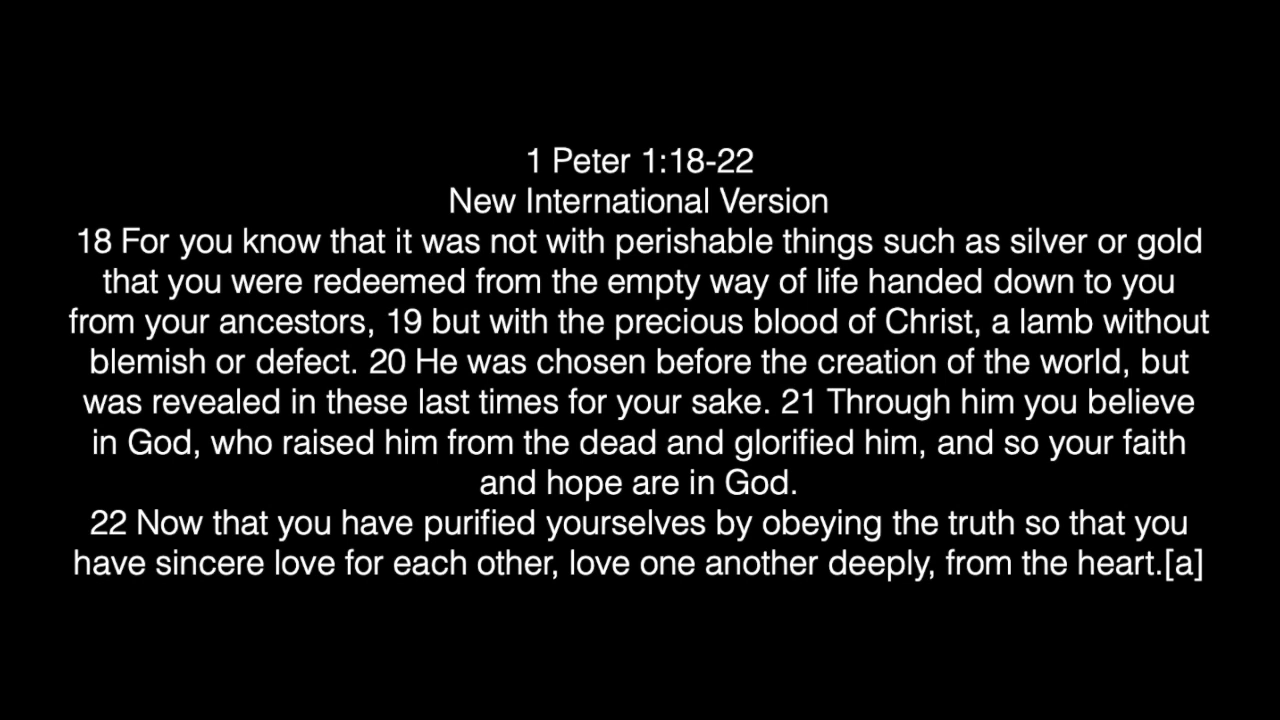 1 Peter 1:18-22
New International Version
18 For you know that it was not with perishable things such as silver or gold
that you were redeemed from the empty way of life handed down to you
from your ancestors, 19 but with the precious blood of Christ, a lamb without
blemish or defect. 20 He was chosen before the creation of the world, but
was revealed in these last times for your sake. 21 Through him you believe
in God, who raised him from the dead and glorified him, and so your faith
and hope are in God.
22 Now that you have purified yourselves by obeying the truth so that you
have sincere love for each other, love one another deeply, from the heart.[a]